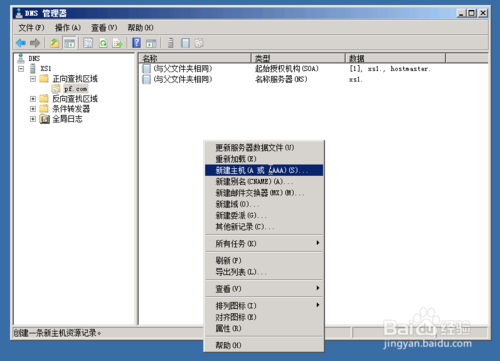 DNS 管理器
文件(F) 操作(A) 查看(V) 帮助(H)
DNS
XS1
正向查找区域
pf.com
反向查找区域
条件转发器
全局日志
名称 类型 数据
(与父文件夹相同) 起始授权机构(SOA) [1], xs1., hostmaster.
(与父文件夹相同) 名称服务器(NS) xs1.
更新服务器数据文件(U)
重新加载(E)
新建主机(A 或 AAAA)(S)...
新建别名(CNAME)(A)...
新建邮件交换器(MX)(M)...
新建域(O)...
新建委派(G)...
其他新记录(C)...
所有任务(K)
刷新(F)
导出列表(L)...
查看(V)
排列图标(I)
对齐图标(E)
属性(R)
帮助(H)
创建一条新主机资源记录。
Baidu 经验
jingyan.baidu.com